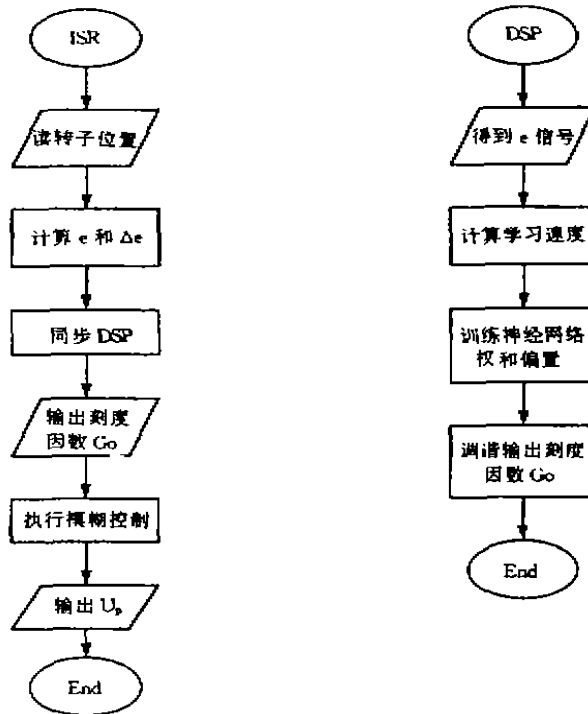 ISR
读转子位置
计算 e 和 Δe
同步 DSP
输出刻度
因数 Go
执行模糊控制
输出 Up
End
DSP
得到 e 信号
计算学习速度
训练神经网络
权和偏置
调谐输出刻度
因数 Go
End